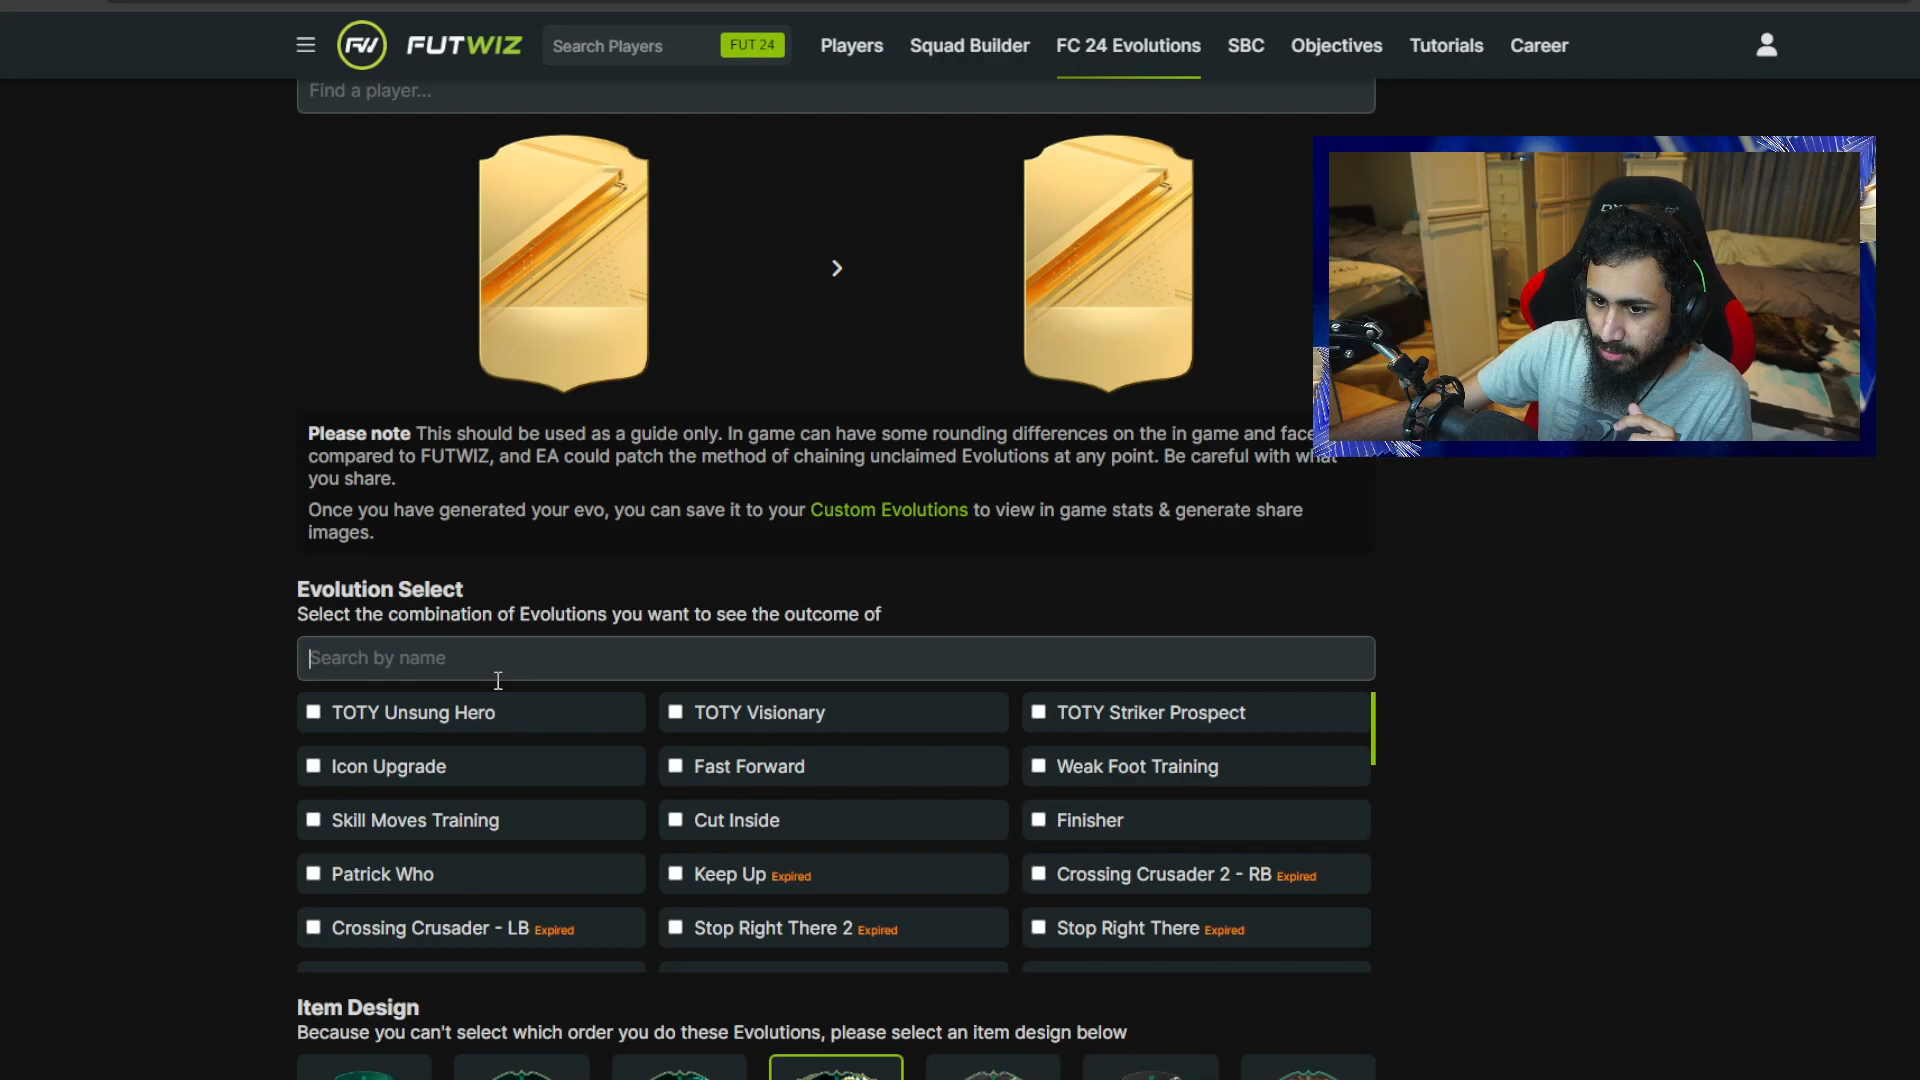 FW FUTWIZ Search Players FUT 24 Players Squad Builder FC 24 Evolutions SBC Objectives Tutorials Career
Find a player...
Please note This should be used as a guide only. In game can have some rounding differences on the in game and face
compared to FUTWIZ, and EA could patch the method of chaining unclaimed Evolutions at any point. Be careful with what
you share.
Once you have generated your evo, you can save it to your Custom Evolutions to view in game stats & generate share
images.
Evolution Select
Select the combination of Evolutions you want to see the outcome of
Search by name
TOTY Unsung Hero TOTY Visionary TOTY Striker Prospect
Icon Upgrade Fast Forward Weak Foot Training
Skill Moves Training Cut Inside Finisher
Patrick Who Keep Up Expired Crossing Crusader 2 - RB Expired
Crossing Crusader - LB Expired Stop Right There 2 Expired Stop Right There Expired
Item Design
Because you can't select which order you do these Evolutions, please select an item design below